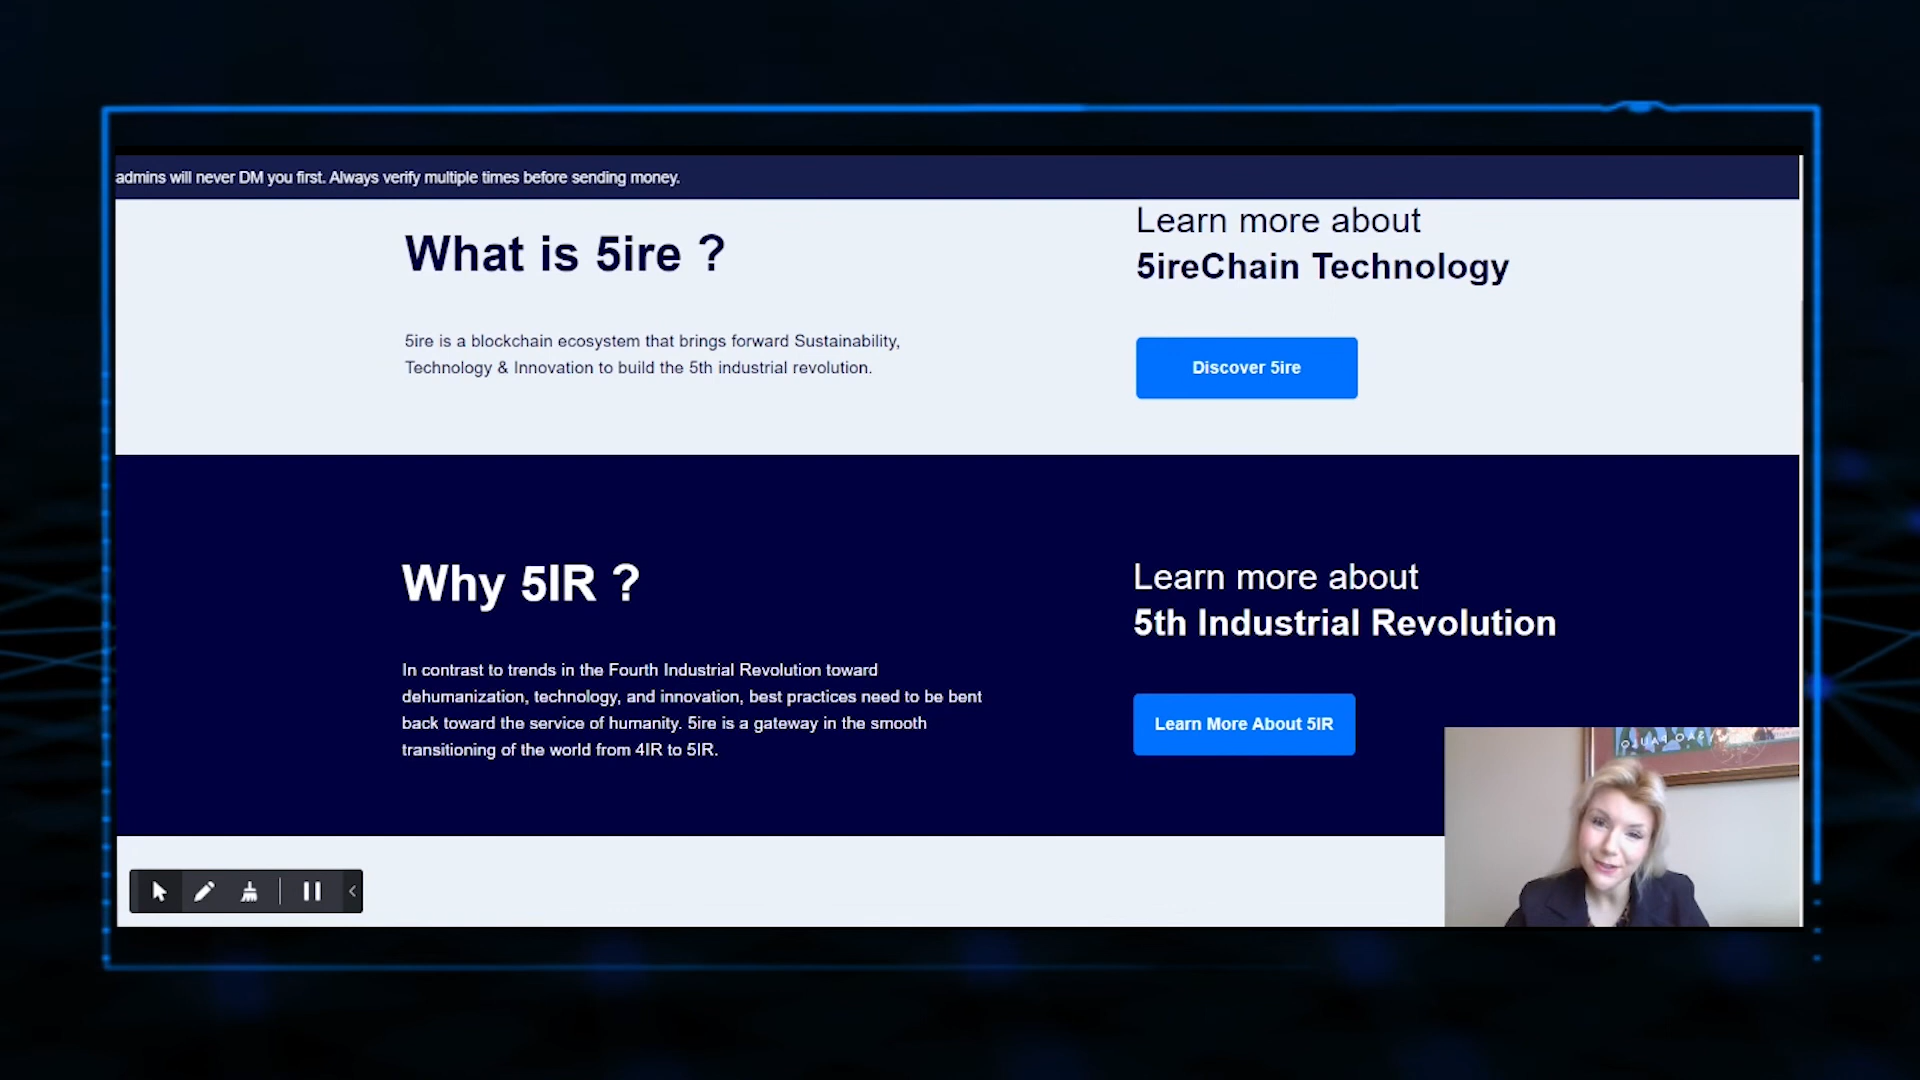 admins will never DM you first. Always verify multiple times before sending money.
What is 5ire ?
5ire is a blockchain ecosystem that brings forward Sustainability,
Technology & Innovation to build the 5th industrial revolution.
Learn more about
5ireChain Technology
Discover 5ire
Why 5IR ?
In contrast to trends in the Fourth Industrial Revolution toward
dehumanization, technology, and innovation, best practices need to be bent
back toward the service of humanity. 5ire is a gateway in the smooth
transitioning of the world from 4IR to 5IR.
Learn more about
5th Industrial Revolution
Learn More About 5IR
SAO PAULO